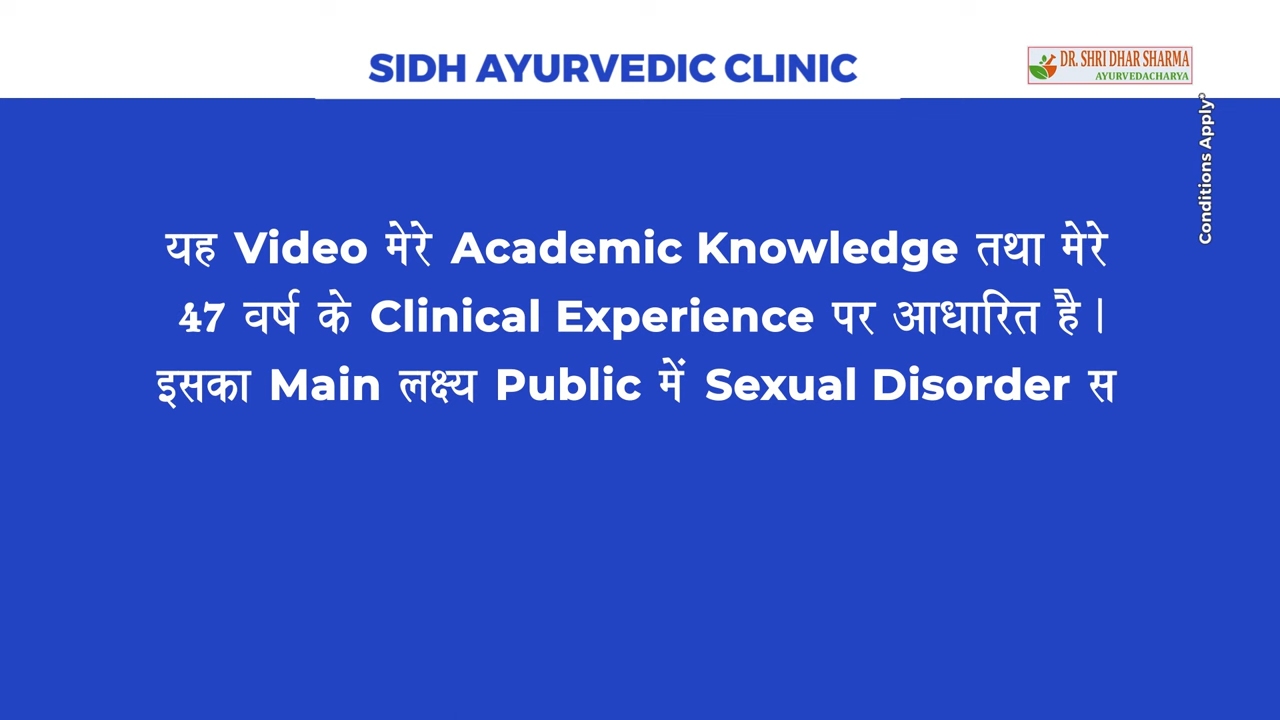 SIDH AYURVEDIC CLINIC
DR. SHRI DHAR SHARMA
AYURVEDACHARYA
Conditions Apply°
यह Video मेरे Academic Knowledge तथा मेरे
47 वर्ष के Clinical Experience पर आधारित है।
इसका Main लक्ष्य Public में Sexual Disorder स